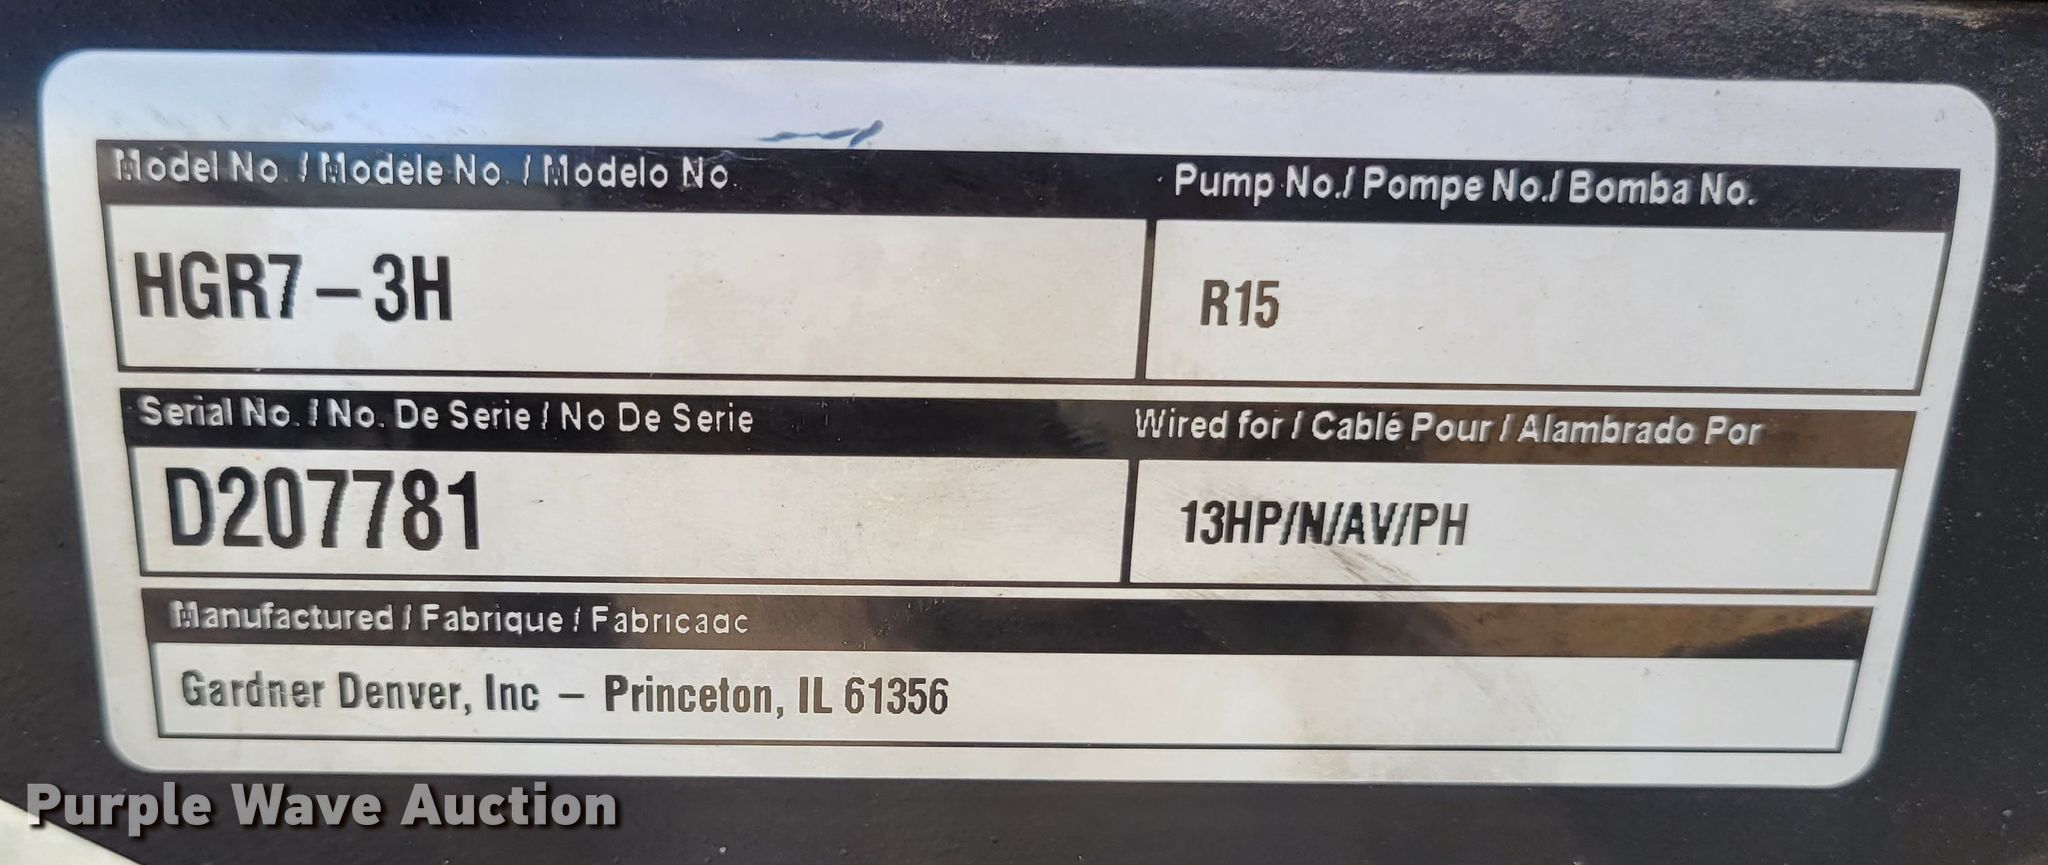 Model No. / Modéle No. / Modelo No.
Pump No./ Pompe No./ Bomba No.
HGR7-3H
R15
Serial No. / No. De Serie / No De Serie
Wired for / Cablé Pour / Alambrado Por
D207781
13HP/N/AV/PH
Manufactured / Fabrique / Fabricado
Gardner Denver, Inc - Princeton, IL 61356
Purple Wave Auction